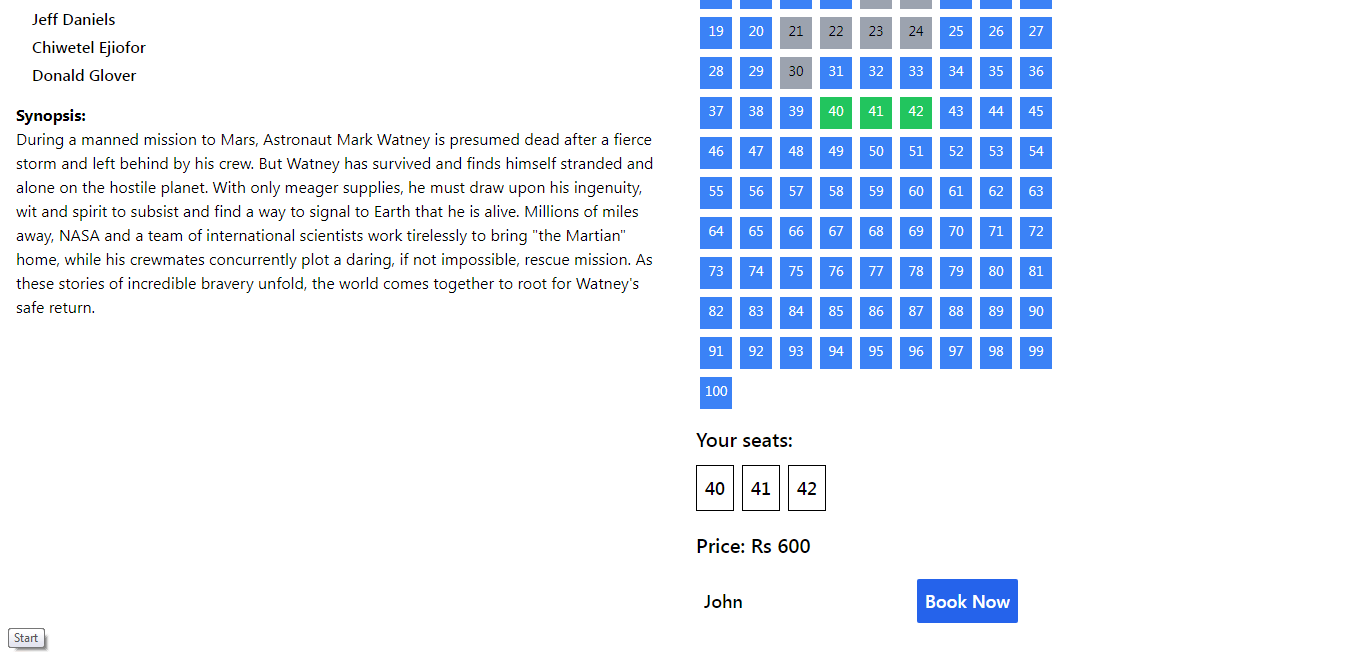 Jeff Daniels
Chiwetel Ejiofor
Donald Glover
Synopsis:
During a manned mission to Mars, Astronaut Mark Watney is presumed dead after a fierce
storm and left behind by his crew. But Watney has survived and finds himself stranded and
alone on the hostile planet. With only meager supplies, he must draw upon his ingenuity,
wit and spirit to subsist and find a way to signal to Earth that he is alive. Millions of miles
away, NASA and a team of international scientists work tirelessly to bring "the Martian"
home, while his crewmates concurrently plot a daring, if not impossible, rescue mission. As
these stories of incredible bravery unfold, the world comes together to root for Watney's
safe return.
19 20 21 22 23 24 25 26 27
28 29 30 31 32 33 34 35 36
37 38 39 40 41 42 43 44 45
46 47 48 49 50 51 52 53 54
55 56 57 58 59 60 61 62 63
64 65 66 67 68 69 70 71 72
73 74 75 76 77 78 79 80 81
82 83 84 85 86 87 88 89 90
91 92 93 94 95 96 97 98 99
100
Your seats:
40 41 42
Price: Rs 600
John
Book Now
Start